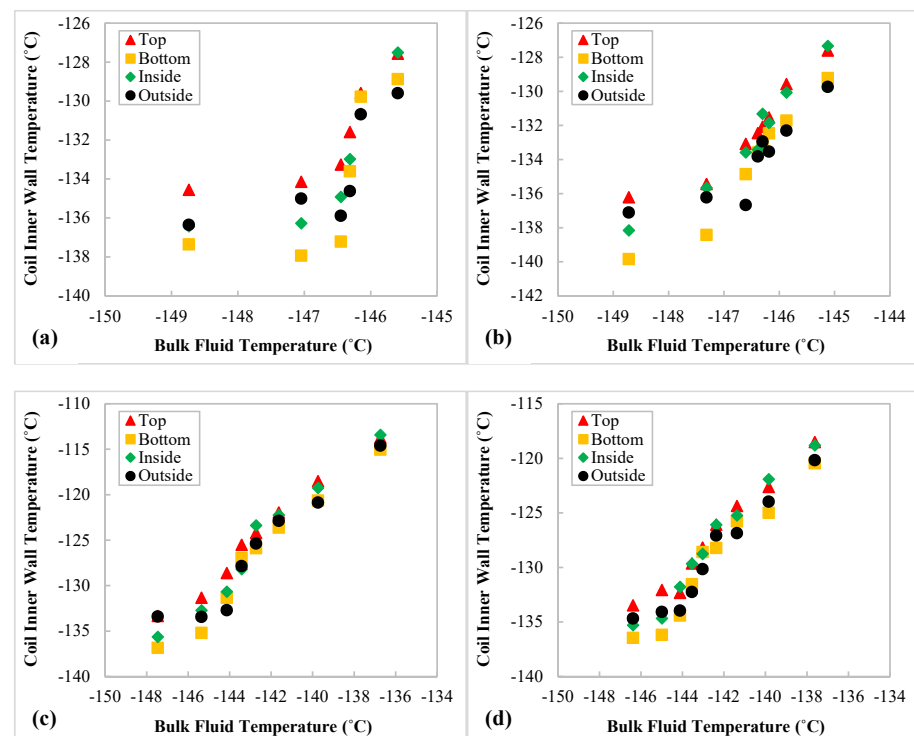 -126
-128
-130
-132
-134
-136
-138
-140
-150
-149
-148
-147
-146
-145
Coil Inner Wall Temperature (˚C)
Bulk Fluid Temperature (˚C)
Top
Bottom
Inside
Outside
(a)
-126
-128
-130
-132
-134
-136
-138
-140
-142
-150
-149
-148
-147
-146
-145
-144
Coil Inner Wall Temperature (˚C)
Bulk Fluid Temperature (˚C)
Top
Bottom
Inside
Outside
(b)
-110
-115
-120
-125
-130
-135
-140
-150
-148
-146
-144
-142
-140
-138
-136
-134
Coil Inner Wall Temperature (˚C)
Bulk Fluid Temperature (˚C)
Top
Bottom
Inside
Outside
(c)
-115
-120
-125
-130
-135
-140
-150
-148
-146
-144
-142
-140
-138
-136
-134
Coil Inner Wall Temperature (˚C)
Bulk Fluid Temperature (˚C)
Top
Bottom
Inside
Outside
(d)